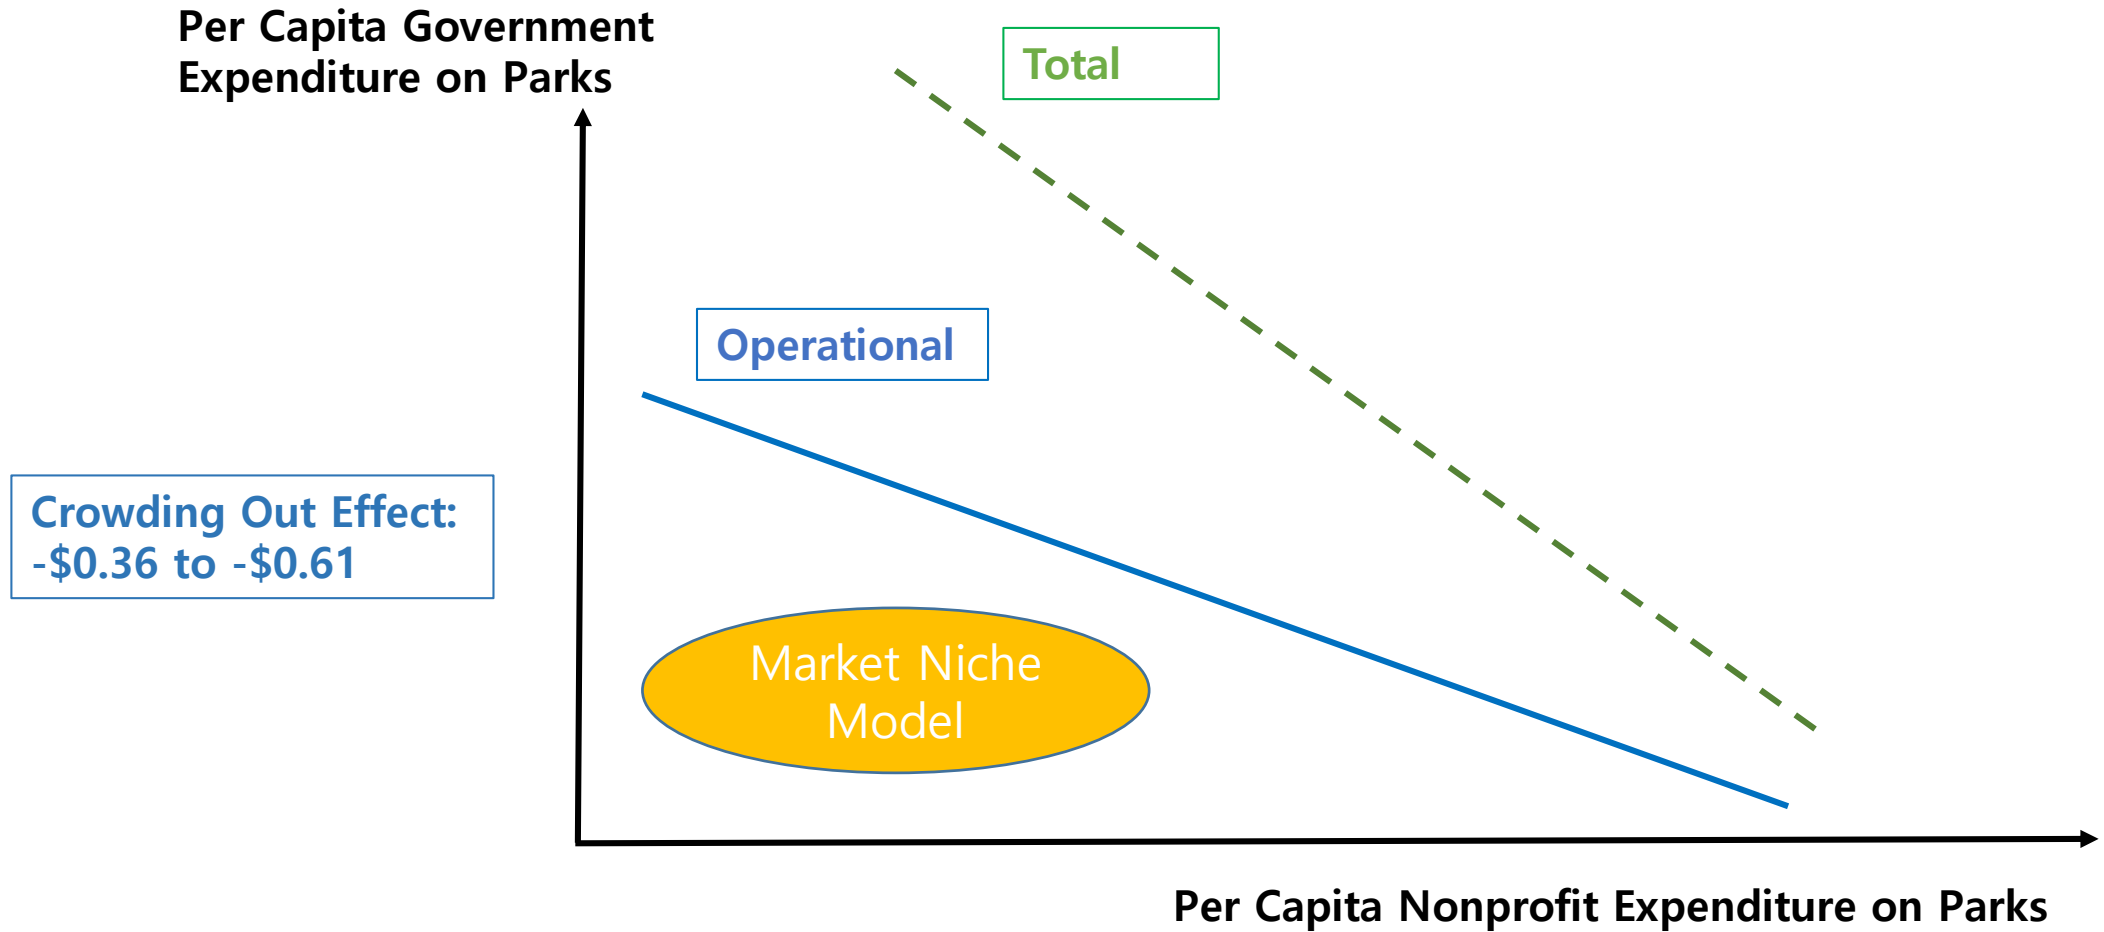 Per Capita Government
Expenditure on Parks
Total
Operational
Crowding Out Effect:
-$0.36 to -$0.61
Market Niche
Model
Per Capita Nonprofit Expenditure on Parks